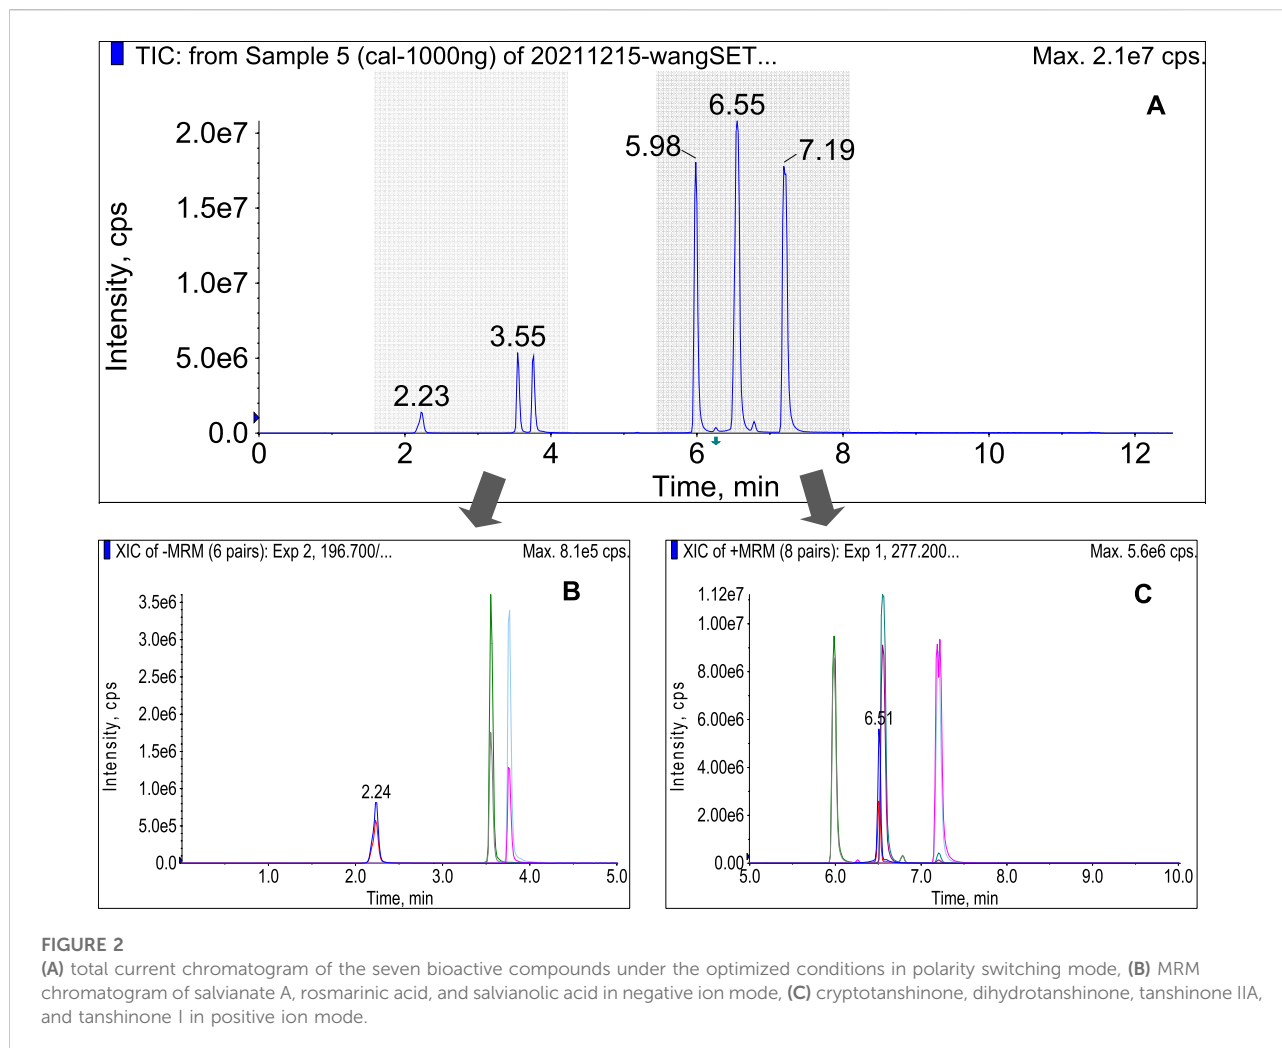 TIC: from Sample 5 (cal-1000ng) of 20211215-wangSET...
Max. 2.1e7 cps.
A
6.55
5.98
7.19
3.55
2.23
2.0e7
1.5e7
1.0e7
5.0e6
0.0
Intensity, cps
0 2 4 6 8 10 12
Time, min
XIC of -MRM (6 pairs): Exp 2, 196.700/...
Max. 8.1e5 cps.
B
3.5e6
3.0e6
2.5e6
2.0e6
1.5e6
1.0e6
5.0e5
0.0
Intensity, cps
2.24
1.0 2.0 3.0 4.0 5.0
Time, min
XIC of +MRM (8 pairs): Exp 1, 277.200...
Max. 5.6e6 cps.
C
1.12e7
1.00e7
8.00e6
6.00e6
4.00e6
2.00e6
0.00
Intensity, cps
6.51
5.0 6.0 7.0 8.0 9.0 10.0
Time, min
FIGURE 2
(A) total current chromatogram of the seven bioactive compounds under the optimized conditions in polarity switching mode, (B) MRM
chromatogram of salvianate A, rosmarinic acid, and salvianolic acid in negative ion mode, (C) cryptotanshinone, dihydrotanshinone, tanshinone IIA,
and tanshinone I in positive ion mode.